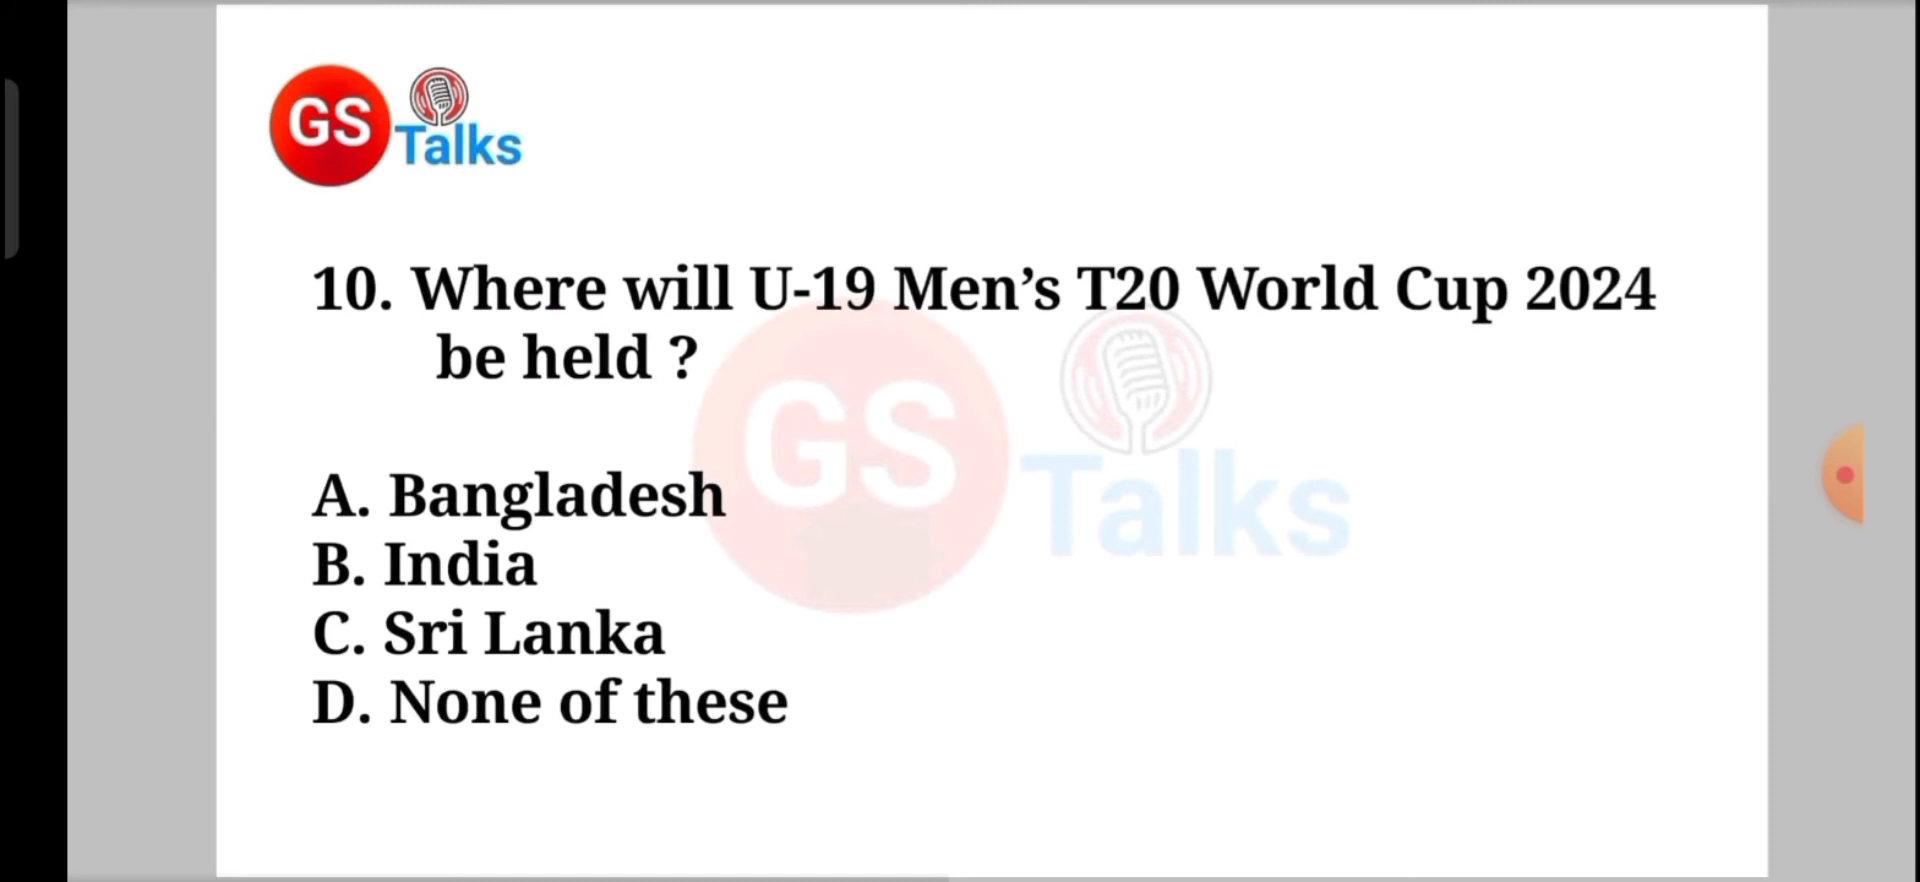 GS Talks
10. Where will U-19 Men’s T20 World Cup 2024
be held ?
GS Talks
A. Bangladesh
B. India
C. Sri Lanka
D. None of these